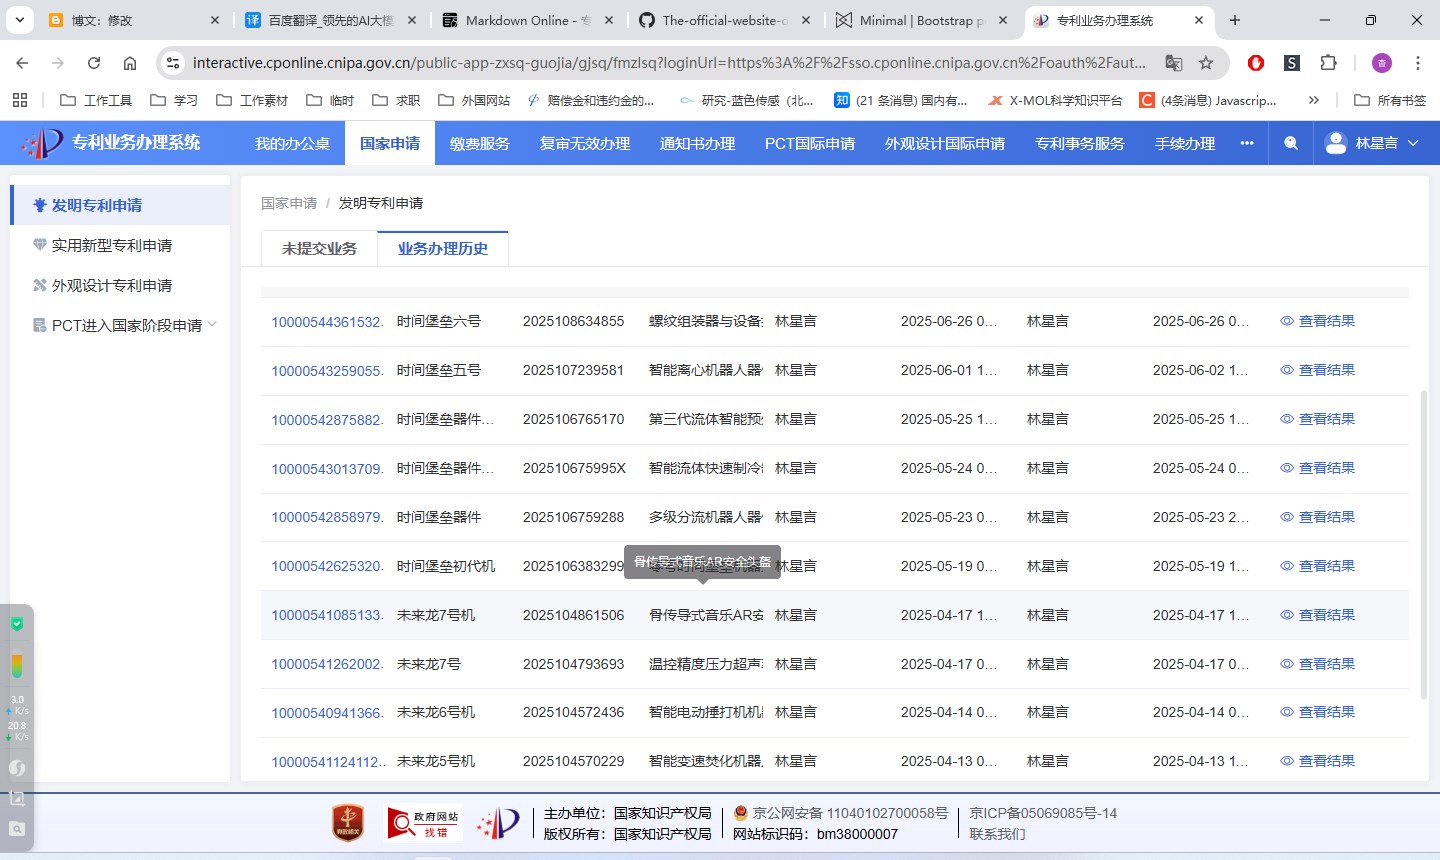 博文：修改
百度翻译_领先的AI大模
Markdown Online - 专
The-official-website-o
Minimal | Bootstrap p
专利业务办理系统
interactive.cponline.cnipa.gov.cn/public-app-zxsq-guojia/gjsq/fmzlsq?loginUrl=https%3A%2F%2Fsso.cponline.cnipa.gov.cn%2Foauth%2Faut...
工作工具 学习 工作素材 临时 求职 外国网站 赔偿金和违约金的... 研究-蓝色传感（北... (21 条消息) 国内有... X-MOL科学知识平台 (4条消息) Javascrip... 所有书签
专利业务办理系统 我的办公桌 国家申请 缴费服务 复审无效办理 通知书办理 PCT国际申请 外观设计国际申请 专利事务服务 手续办理 ••• 林星言
发明专利申请
实用新型专利申请
外观设计专利申请
PCT进入国家阶段申请
国家申请 / 发明专利申请
未提交业务 业务办理历史
10000544361532. 时间堡垒六号 2025108634855 螺纹组装器与设备 林星言 2025-06-26 0... 林星言 2025-06-26 0... 查看结果
10000543259055. 时间堡垒五号 2025107239581 智能离心机器人器 林星言 2025-06-01 1... 林星言 2025-06-02 1... 查看结果
10000542875882. 时间堡垒器件... 2025106765170 第三代流体智能预 林星言 2025-05-25 1... 林星言 2025-05-25 1... 查看结果
10000543013709. 时间堡垒器件... 202510675995X 智能流体快速制冷 林星言 2025-05-24 0... 林星言 2025-05-24 0... 查看结果
10000542858979. 时间堡垒器件 2025106759288 多级分流机器人器 林星言 2025-05-23 0... 林星言 2025-05-23 2... 查看结果
骨传导式音乐AR安全头盔
10000542625320. 时间堡垒初代机 2025106383299 林星言 2025-05-19 0... 林星言 2025-05-19 1... 查看结果
10000541085133. 未来龙7号机 2025104861506 骨传导式音乐AR安 林星言 2025-04-17 1... 林星言 2025-04-17 1... 查看结果
10000541262002. 未来龙7号 2025104793693 温控精度压力超声 林星言 2025-04-17 0... 林星言 2025-04-17 0... 查看结果
10000540941366. 未来龙6号机 2025104572436 智能电动捶打机机 林星言 2025-04-14 0... 林星言 2025-04-14 0... 查看结果
10000541124112.. 未来龙5号机 2025104570229 智能变速焚化机器 林星言 2025-04-13 0... 林星言 2025-04-13 1... 查看结果
3.0
K/s
20.8
K/s
政府网站
找错
主办单位：国家知识产权局
版权所有：国家知识产权局
京公网安备 11040102700058号
网站标识码：bm38000007
京ICP备05069085号-14
联系我们